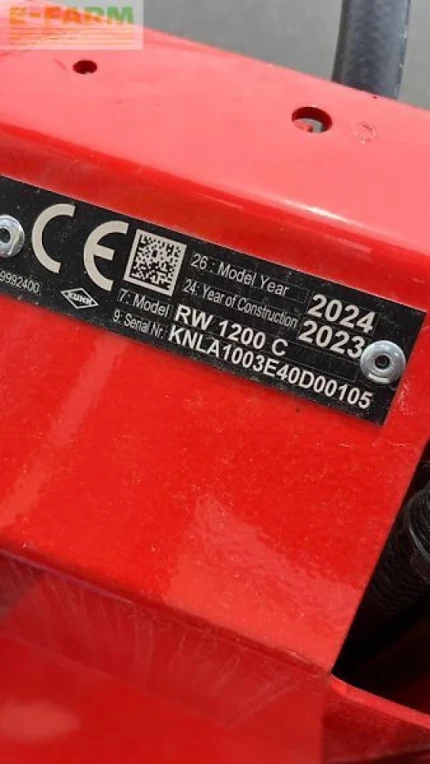 E-FARM
CE
26: Model Year 2024
24: Year of Construction 2023
7: Model RW 1200 C
9: Serial Nr. KNLA1003E40D00105
9992400
KUHN